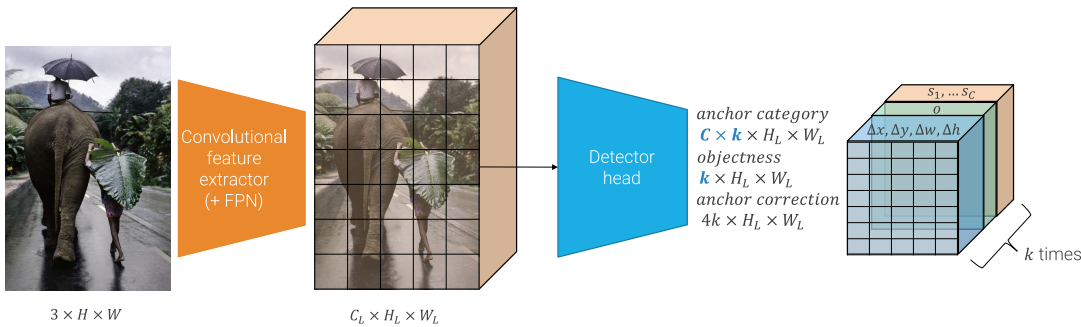 3 × H × W
Convolutional
feature
extractor
(+ FPN)
C_L × H_L × W_L
Detector
head
anchor category
C × k × H_L × W_L
objectness
k × H_L × W_L
anchor correction
4k × H_L × W_L
s_1, … s_C
o
Δx, Δy, Δw, Δh
k times